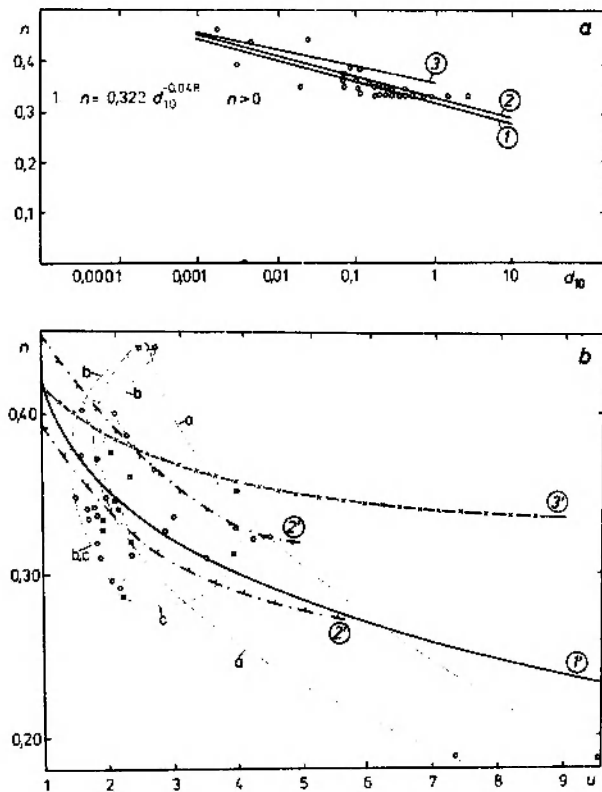 n
a
0,4
3
1 n = 0,322 d10^-0,048 n > 0
2
0,3
1
0,2
0,1
0,0001 0,001 0,01 0,1 1 10 d10
n
b
b
b
a
0,40
3'
2'
b,c
0,30
c
2'
a
1'
0,20
1 2 3 4 5 6 7 8 9 u